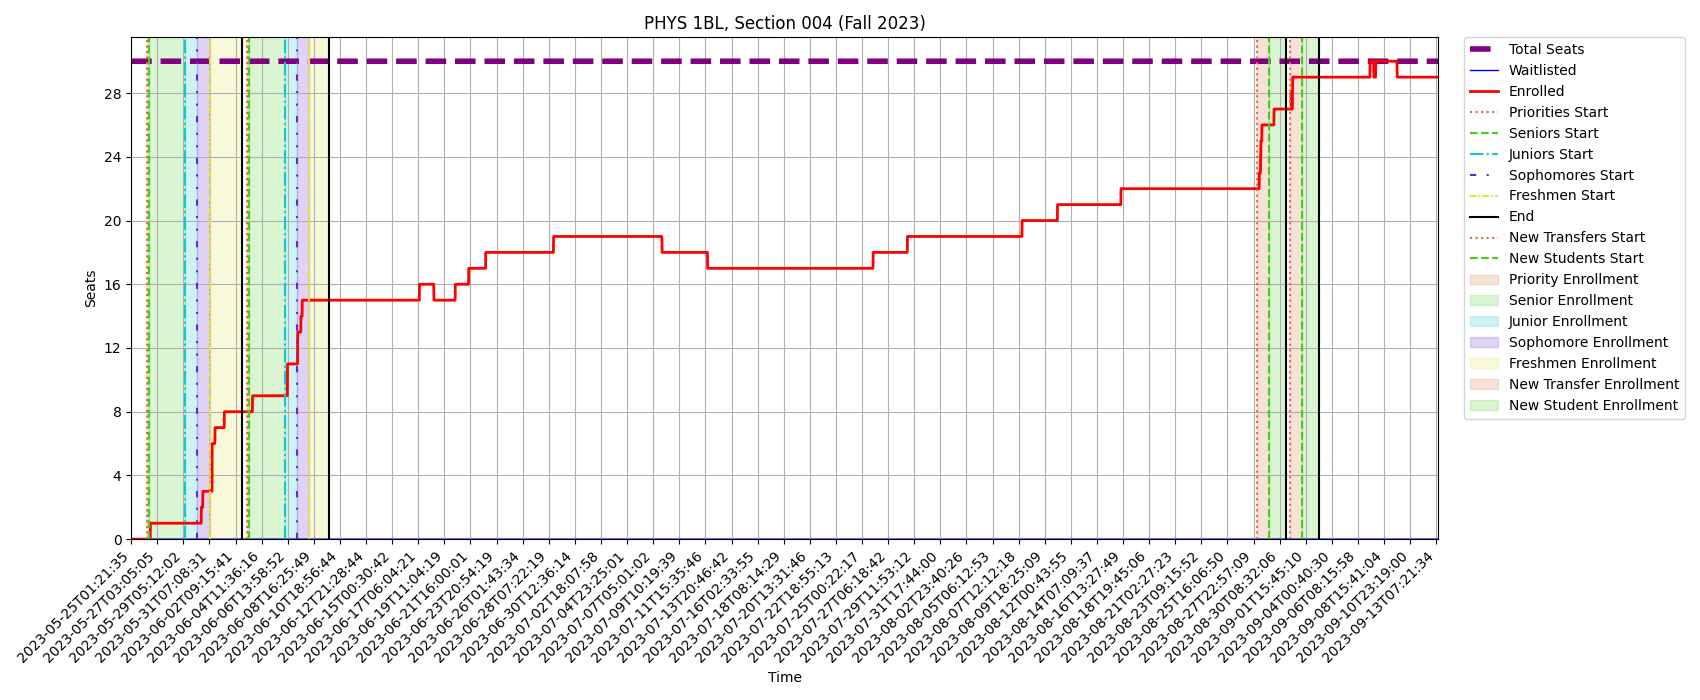 PHYS 1BL, Section 004 (Fall 2023)
Seats
28
24
20
16
12
8
4
0
2023-05-25T01:21:35
2023-05-27T03:05:05
2023-05-29T05:12:02
2023-05-31T07:08:31
2023-06-02T09:15:41
2023-06-04T11:36:16
2023-06-06T13:58:52
2023-06-08T16:25:49
2023-06-10T18:56:44
2023-06-12T21:28:44
2023-06-15T00:30:42
2023-06-17T06:04:21
2023-06-19T11:04:19
2023-06-21T16:00:01
2023-06-23T20:54:19
2023-06-26T01:43:34
2023-06-28T07:22:19
2023-06-30T12:36:14
2023-07-02T18:07:58
2023-07-04T23:25:01
2023-07-07T05:01:02
2023-07-09T10:19:39
2023-07-11T15:35:46
2023-07-13T20:46:42
2023-07-16T02:33:55
2023-07-18T08:14:29
2023-07-20T13:31:46
2023-07-22T18:55:13
2023-07-25T00:22:17
2023-07-27T06:18:42
2023-07-29T11:53:12
2023-07-31T17:44:00
2023-08-02T23:40:26
2023-08-05T06:12:53
2023-08-07T12:12:18
2023-08-09T18:25:09
2023-08-12T00:43:55
2023-08-14T07:09:37
2023-08-16T13:27:49
2023-08-18T19:45:06
2023-08-21T02:27:23
2023-08-23T09:15:52
2023-08-25T16:06:50
2023-08-27T22:57:09
2023-08-30T08:32:06
2023-09-01T15:45:10
2023-09-04T00:40:30
2023-09-06T08:15:58
2023-09-08T15:41:04
2023-09-10T23:19:00
2023-09-13T07:21:34
Time
Total Seats
Waitlisted
Enrolled
Priorities Start
Seniors Start
Juniors Start
Sophomores Start
Freshmen Start
End
New Transfers Start
New Students Start
Priority Enrollment
Senior Enrollment
Junior Enrollment
Sophomore Enrollment
Freshmen Enrollment
New Transfer Enrollment
New Student Enrollment